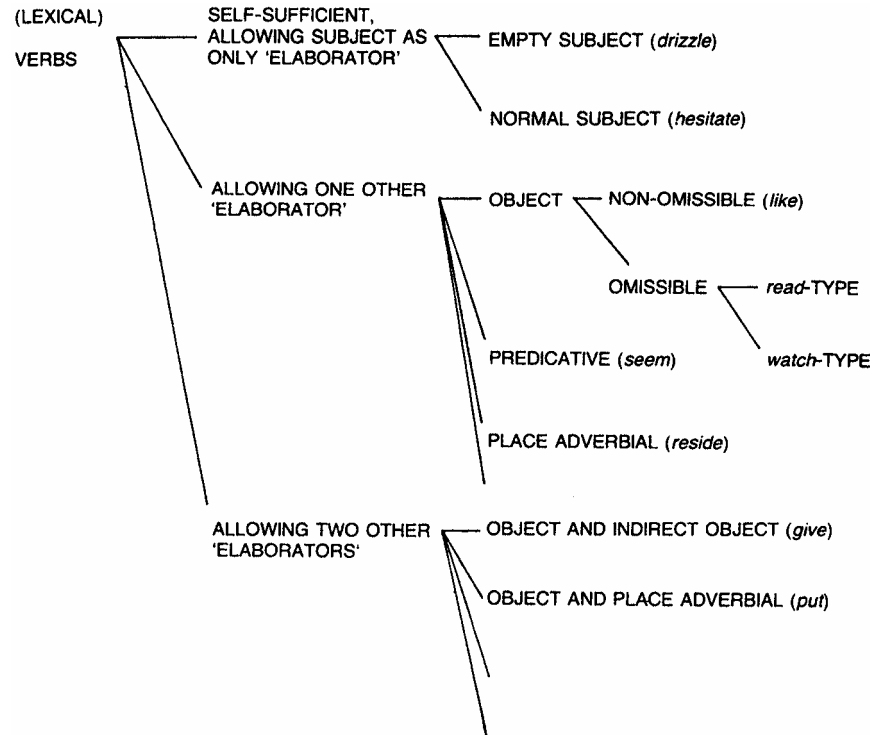 (LEXICAL)
VERBS
SELF-SUFFICIENT,
ALLOWING SUBJECT AS
ONLY 'ELABORATOR'
EMPTY SUBJECT (drizzle)
NORMAL SUBJECT (hesitate)
ALLOWING ONE OTHER
'ELABORATOR'
OBJECT
NON-OMISSIBLE (like)
OMISSIBLE
read-TYPE
watch-TYPE
PREDICATIVE (seem)
PLACE ADVERBIAL (reside)
ALLOWING TWO OTHER
'ELABORATORS'
OBJECT AND INDIRECT OBJECT (give)
OBJECT AND PLACE ADVERBIAL (put)